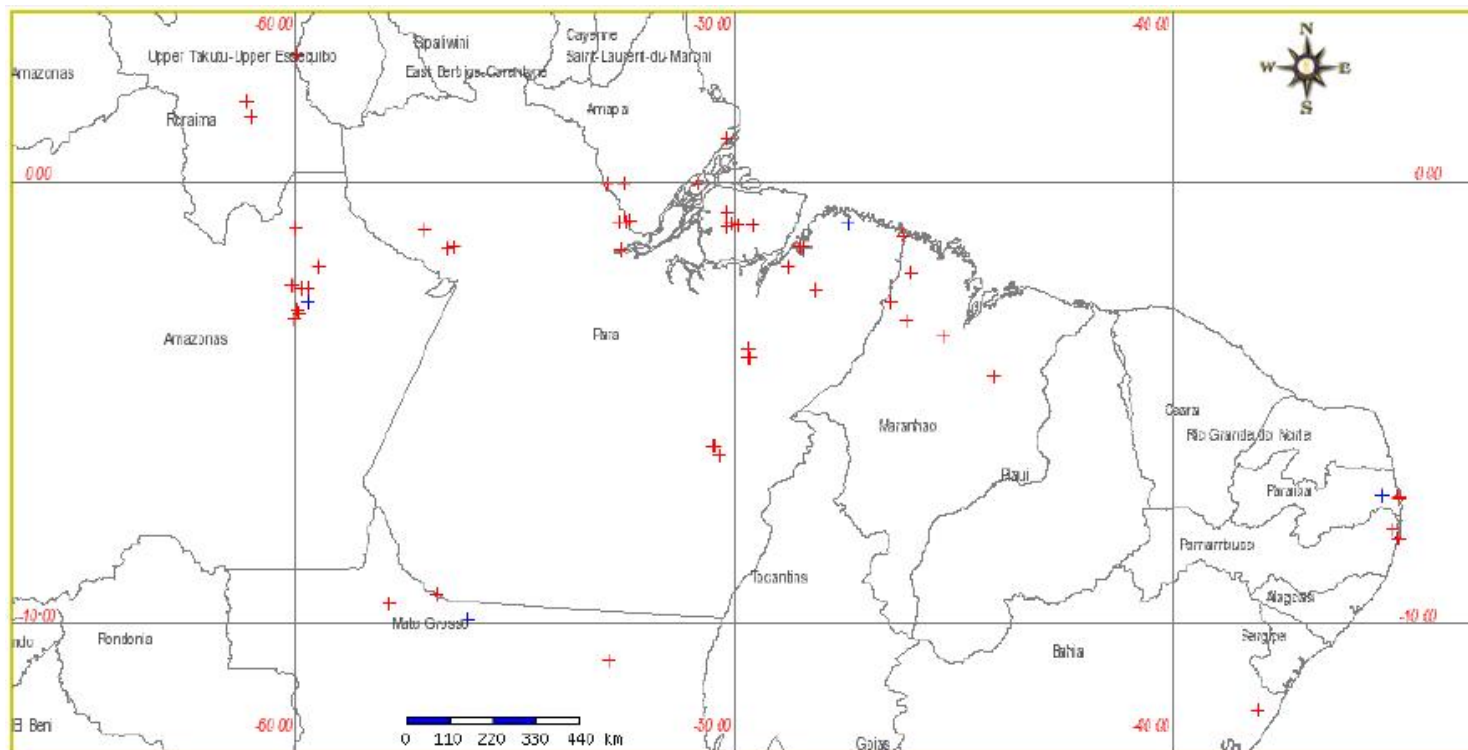 -60.00
-50.00
-40.00
N
W E
S
Cayenne
Sipaliwini
Upper Takutu-Upper Essequibo
Saint-Laurent-du-Maroni
Amazonas
East Berbice-Corentyne
Amapa
Roraima
0.00
0.00
Amazonas
Para
Ceara
Maranhao
Rio Grande do Norte
Piaui
Paraiba
Pernambuco
Tocantins
Alagoas
-10.00
-10.00
Mato Grosso
Rondonia
Sergipe
Bahia
El Beni
-60.00
-50.00
-40.00
0 110 220 330 440 km
Goias